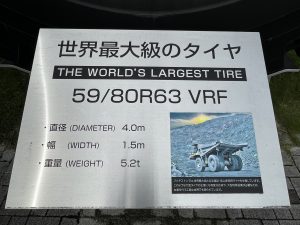 世界最大級のタイヤ
THE WORLD'S LARGEST TIRE
59/80R63 VRF
・直径 (DIAMETER) 4.0m
・幅 (WIDTH) 1.5m
・重量 (WEIGHT) 5.2t